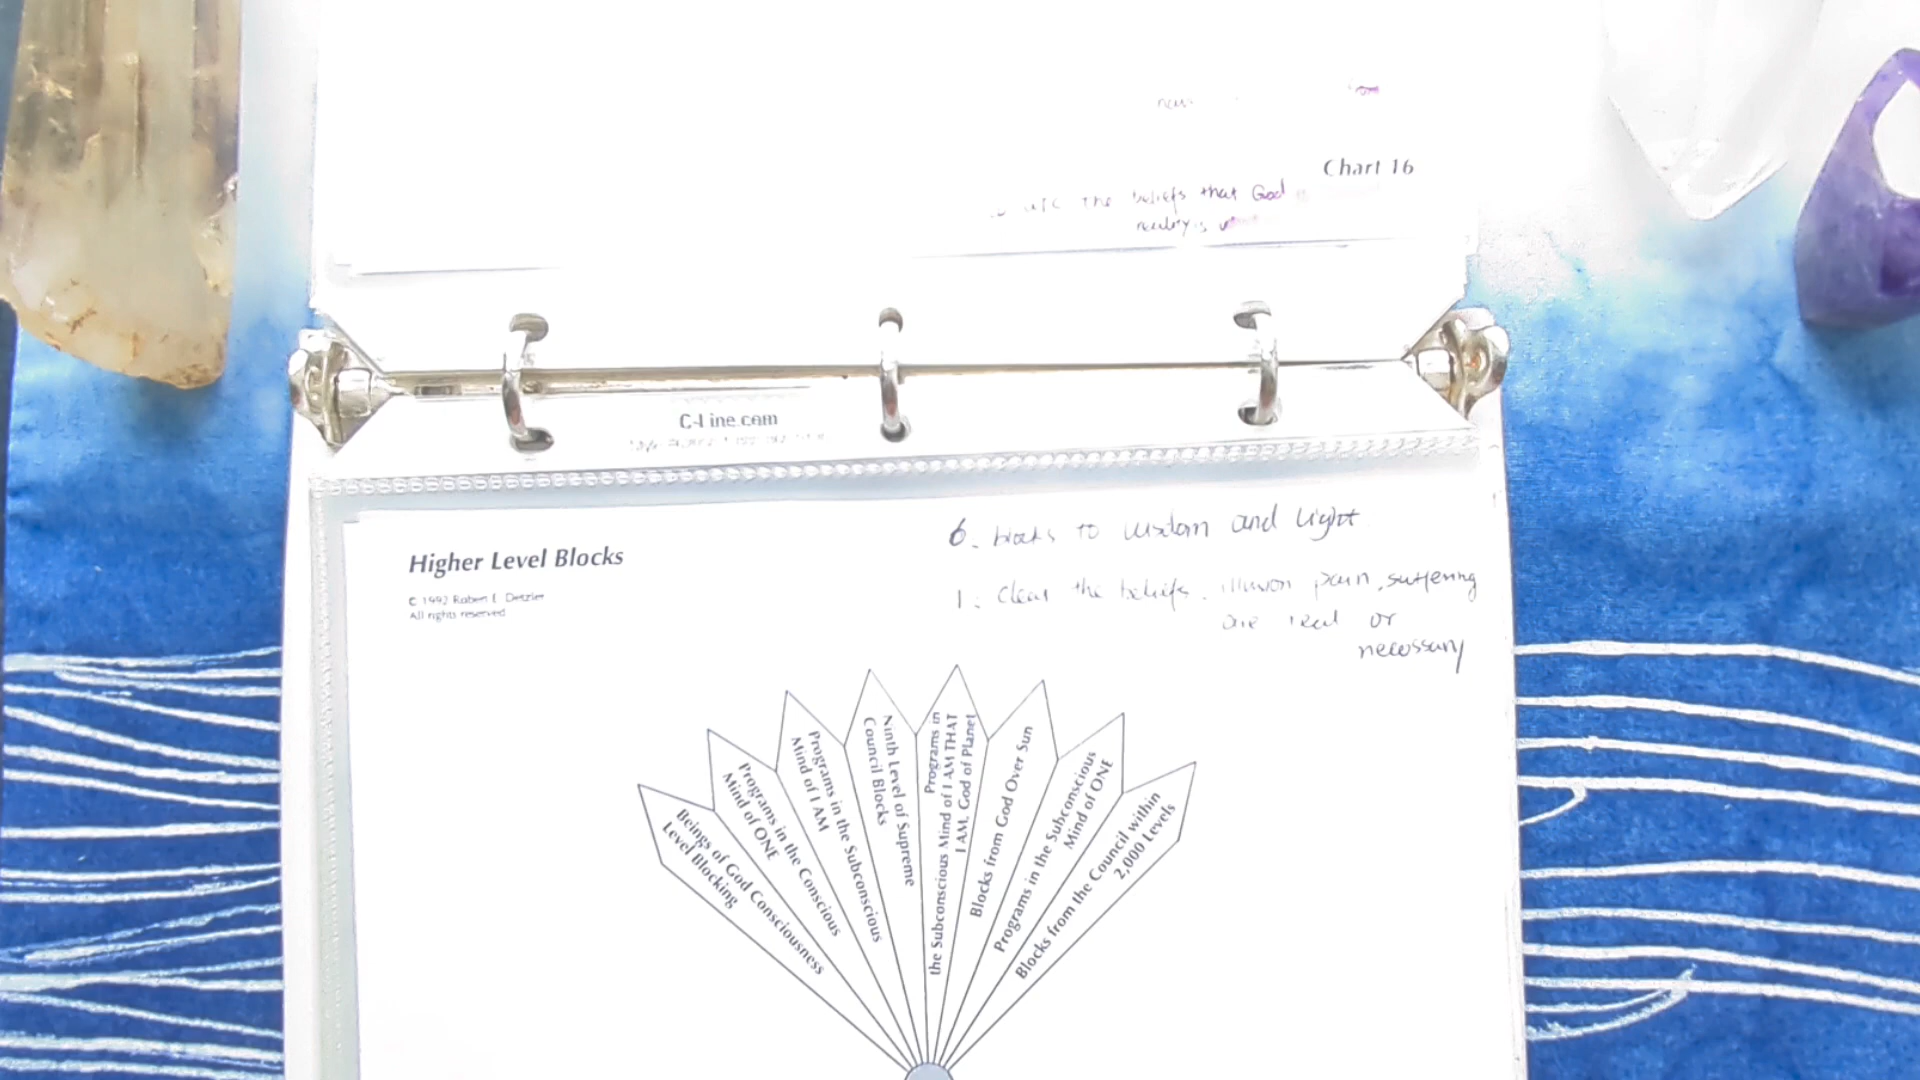 Chart 16
the beliefs that God
reality is
C-Line.com
Higher Level Blocks
© 1992 Robert E. Detzler
All rights reserved
6. blocks to wisdom and light
1. clear the beliefs. illusion pain, suffering
are real or
necessary
Beings of God Consciousness
Level Blocking
Programs in the Conscious
Mind of ONE
Programs in the Subconscious
Mind of I AM
Ninth Level of Supreme
Council Blocks
Programs in
the Subconscious Mind of I AM THAT
I AM, God of Planet
Blocks from God Over Sun
Programs in the Subconscious
Mind of ONE
Blocks from the Council within
2,000 Levels